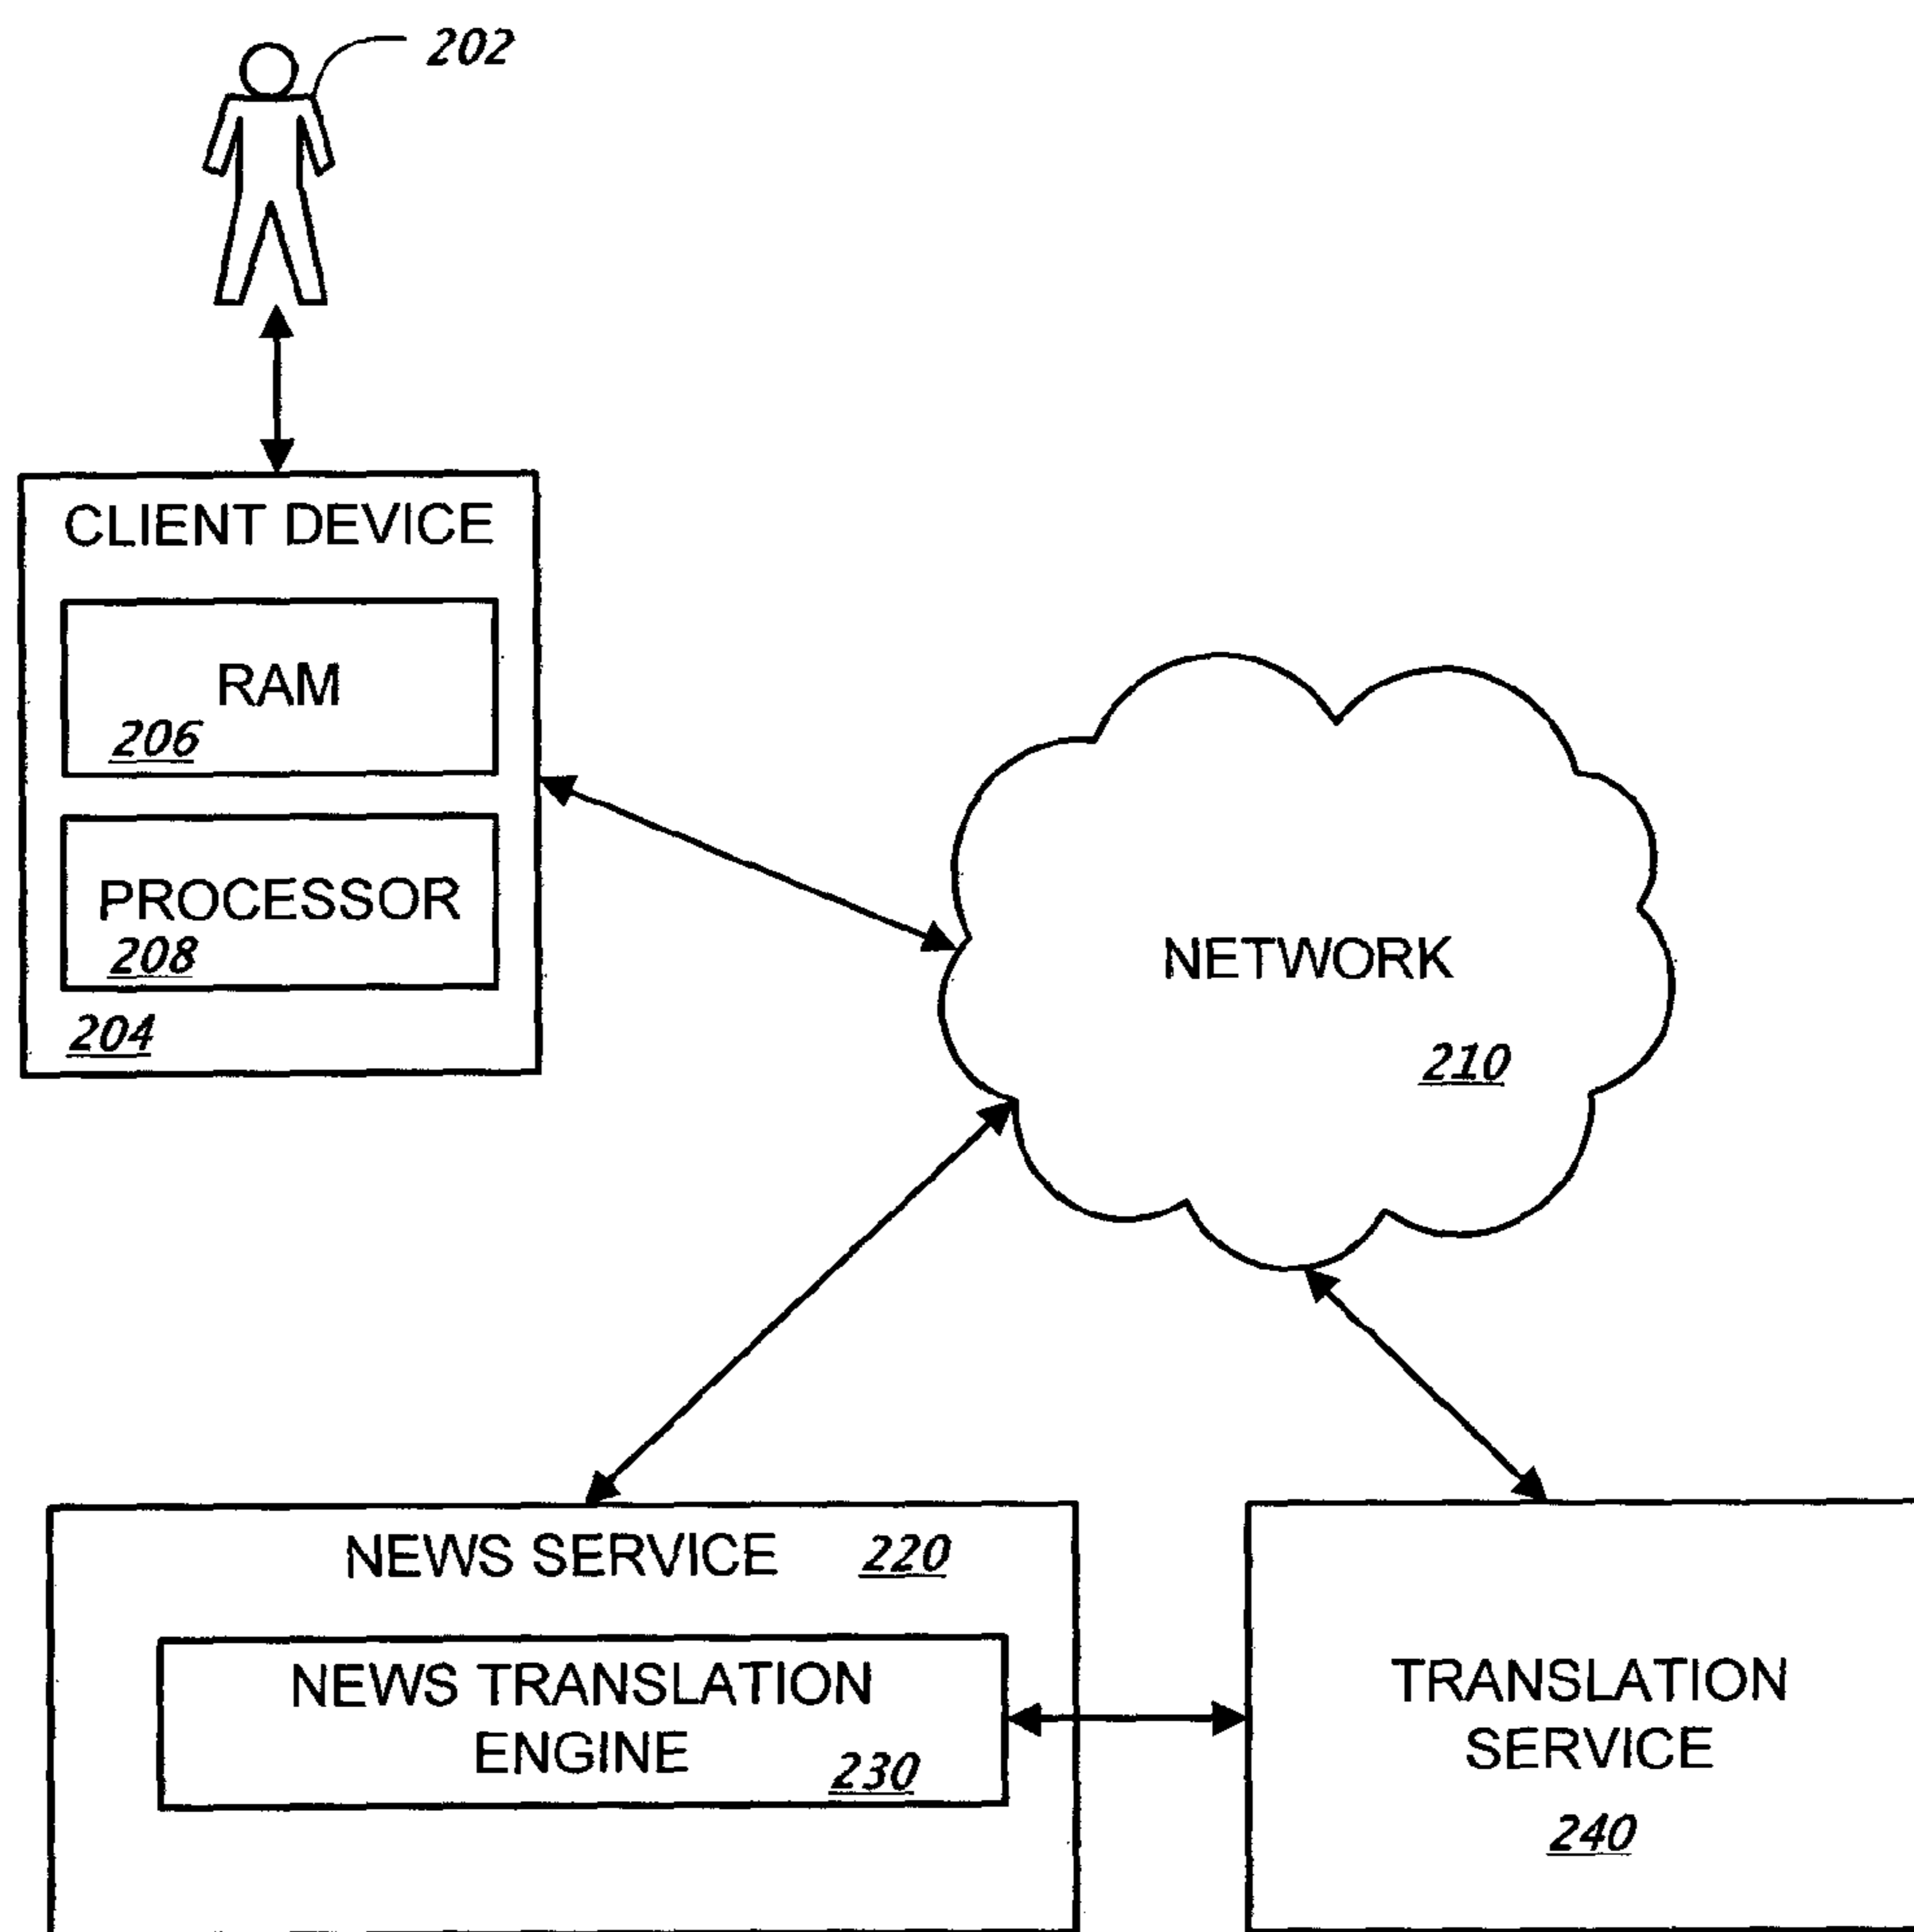 202
CLIENT DEVICE
RAM
206
PROCESSOR
208
204
NETWORK
210
NEWS SERVICE 220
NEWS TRANSLATION
ENGINE 230
TRANSLATION
SERVICE
240